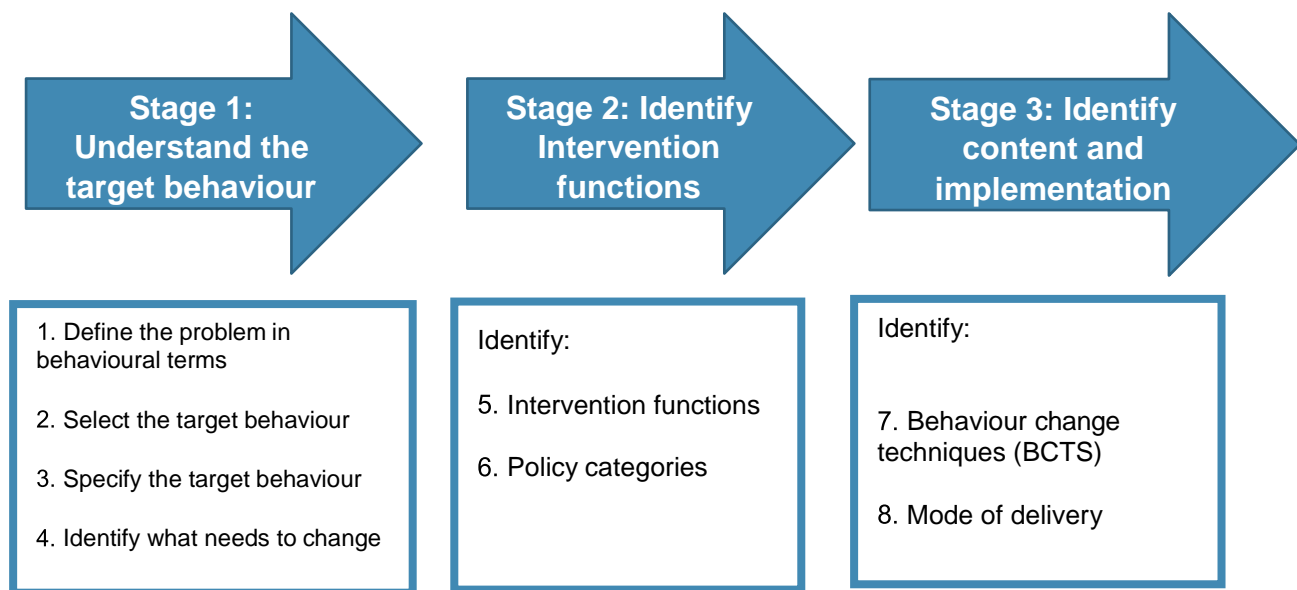 Stage 1:
Understand the
target behaviour
Stage 2: Identify
Intervention
functions
Stage 3: Identify
content and
implementation
1. Define the problem in
behavioural terms
2. Select the target behaviour
3. Specify the target behaviour
4. Identify what needs to change
Identify:
5. Intervention functions
6. Policy categories
Identify:
7. Behaviour change
techniques (BCTS)
8. Mode of delivery